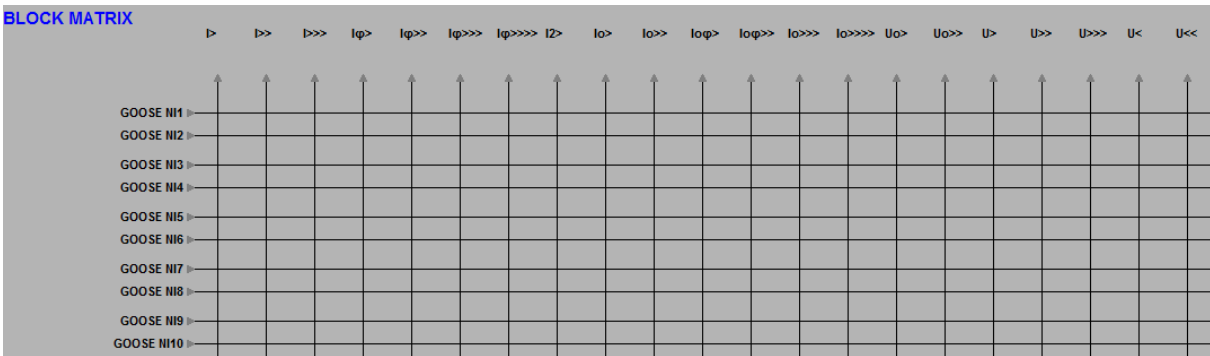 BLOCK MATRIX
I> I>> I>>> Iφ> Iφ>> Iφ>>> Iφ>>>> I2> Io> Io>> Ioφ> Ioφ>> Io>>> Io>>>> Uo> Uo>> U> U>> U>>> U< U<<
GOOSE NI1
GOOSE NI2
GOOSE NI3
GOOSE NI4
GOOSE NI5
GOOSE NI6
GOOSE NI7
GOOSE NI8
GOOSE NI9
GOOSE NI10